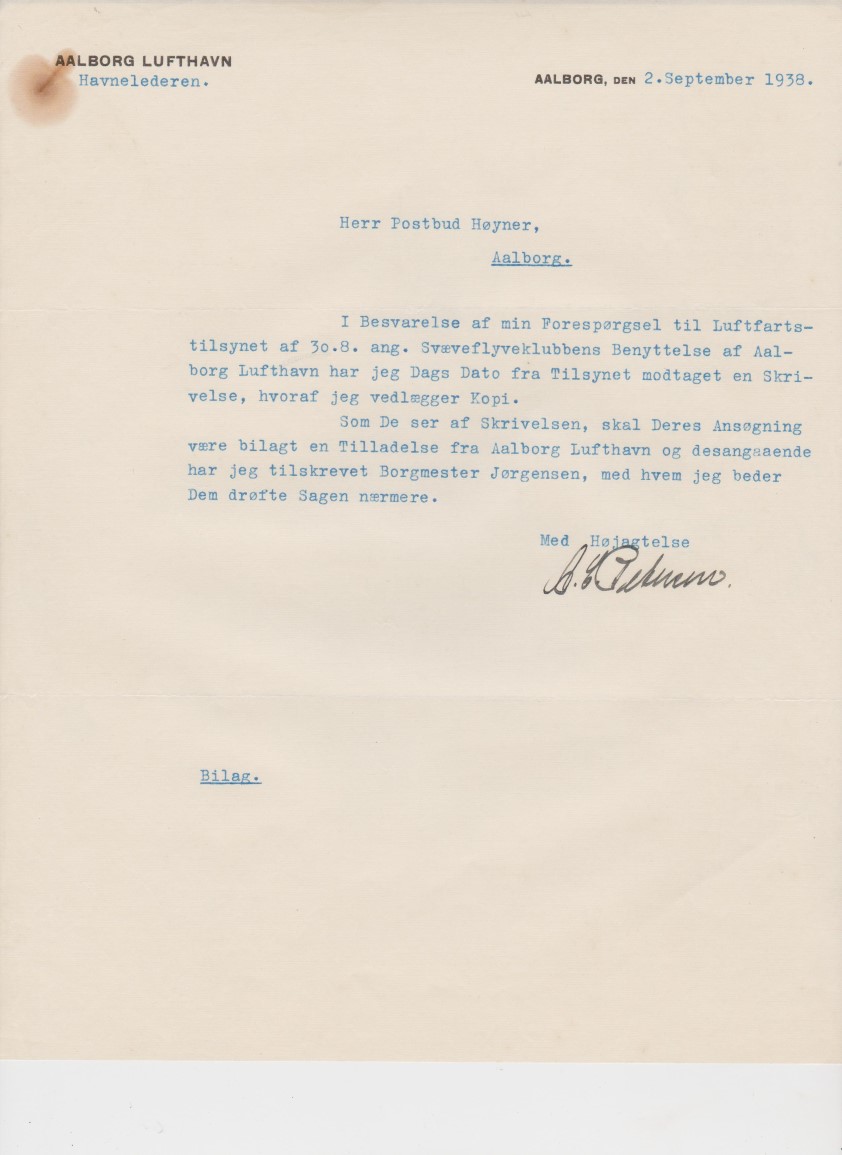 AALBORG LUFTHAVN
Havnelederen.
AALBORG, DEN 2.September 1938.
Herr Postbud Høyner,
Aalborg.
I Besvarelse af min Forespørgsel til Luftfarts-
tilsynet af 30.8. ang. Svæveflyveklubbens Benyttelse af Aal-
borg Lufthavn har jeg Dags Dato fra Tilsynet modtaget en Skri-
velse, hvoraf jeg vedlægger Kopi.
Som De ser af Skrivelsen, skal Deres Ansøgning
være bilagt en Tilladelse fra Aalborg Lufthavn og desangaaende
har jeg tilskrevet Borgmester Jørgensen, med hvem jeg beder
Dem drøfte Sagen nærmere.
Med Højagtelse
Petersen.
Bilag.